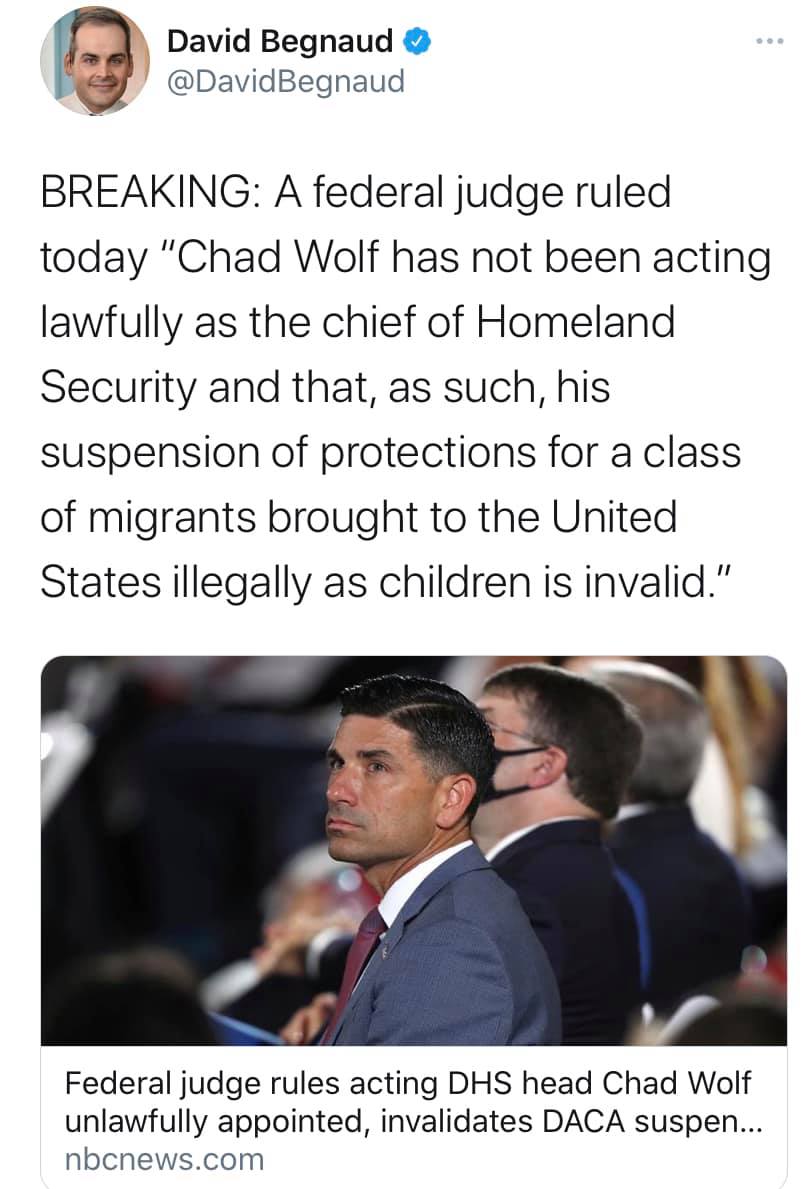 David Begnaud
@DavidBegnaud
BREAKING: A federal judge ruled
today "Chad Wolf has not been acting
lawfully as the chief of Homeland
Security and that, as such, his
suspension of protections for a class
of migrants brought to the United
States illegally as children is invalid."
Federal judge rules acting DHS head Chad Wolf
unlawfully appointed, invalidates DACA suspen...
nbcnews.com